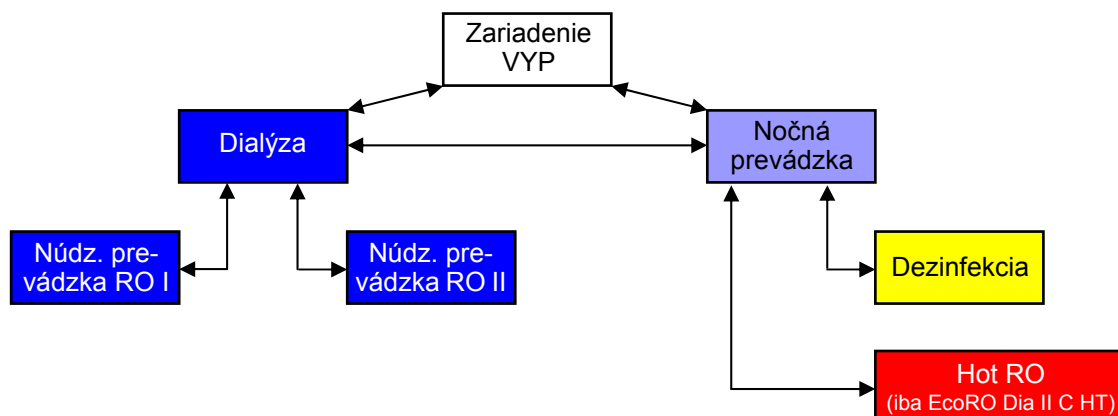 Zariadenie
VYP
Dialýza
Nočná
prevádzka
Núdz. pre-
vádzka RO I
Núdz. pre-
vádzka RO II
Dezinfekcia
Hot RO
(iba EcoRO Dia II C HT)